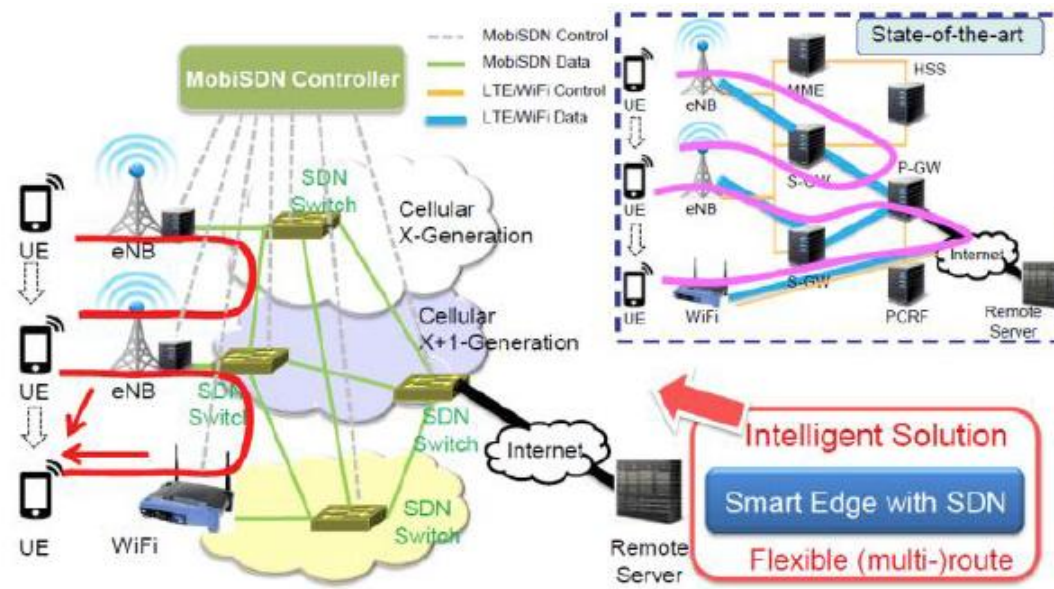 MobiSDN Controller
MobiSDN Control
MobiSDN Data
LTE/WiFi Control
LTE/WiFi Data
State-of-the-art
UE
eNB
MME
HSS
UE
eNB
S-GW
P-GW
UE
WiFi
S-GW
PCRF
Internet
Remote
Server
SDN
Switch
Cellular
X-Generation
UE
eNB
Cellular
X+1-Generation
UE
eNB
SDN
Switch
SDN
Switch
Internet
UE
WiFi
SDN
Switch
Remote
Server
Intelligent Solution
Smart Edge with SDN
Flexible (multi-)route